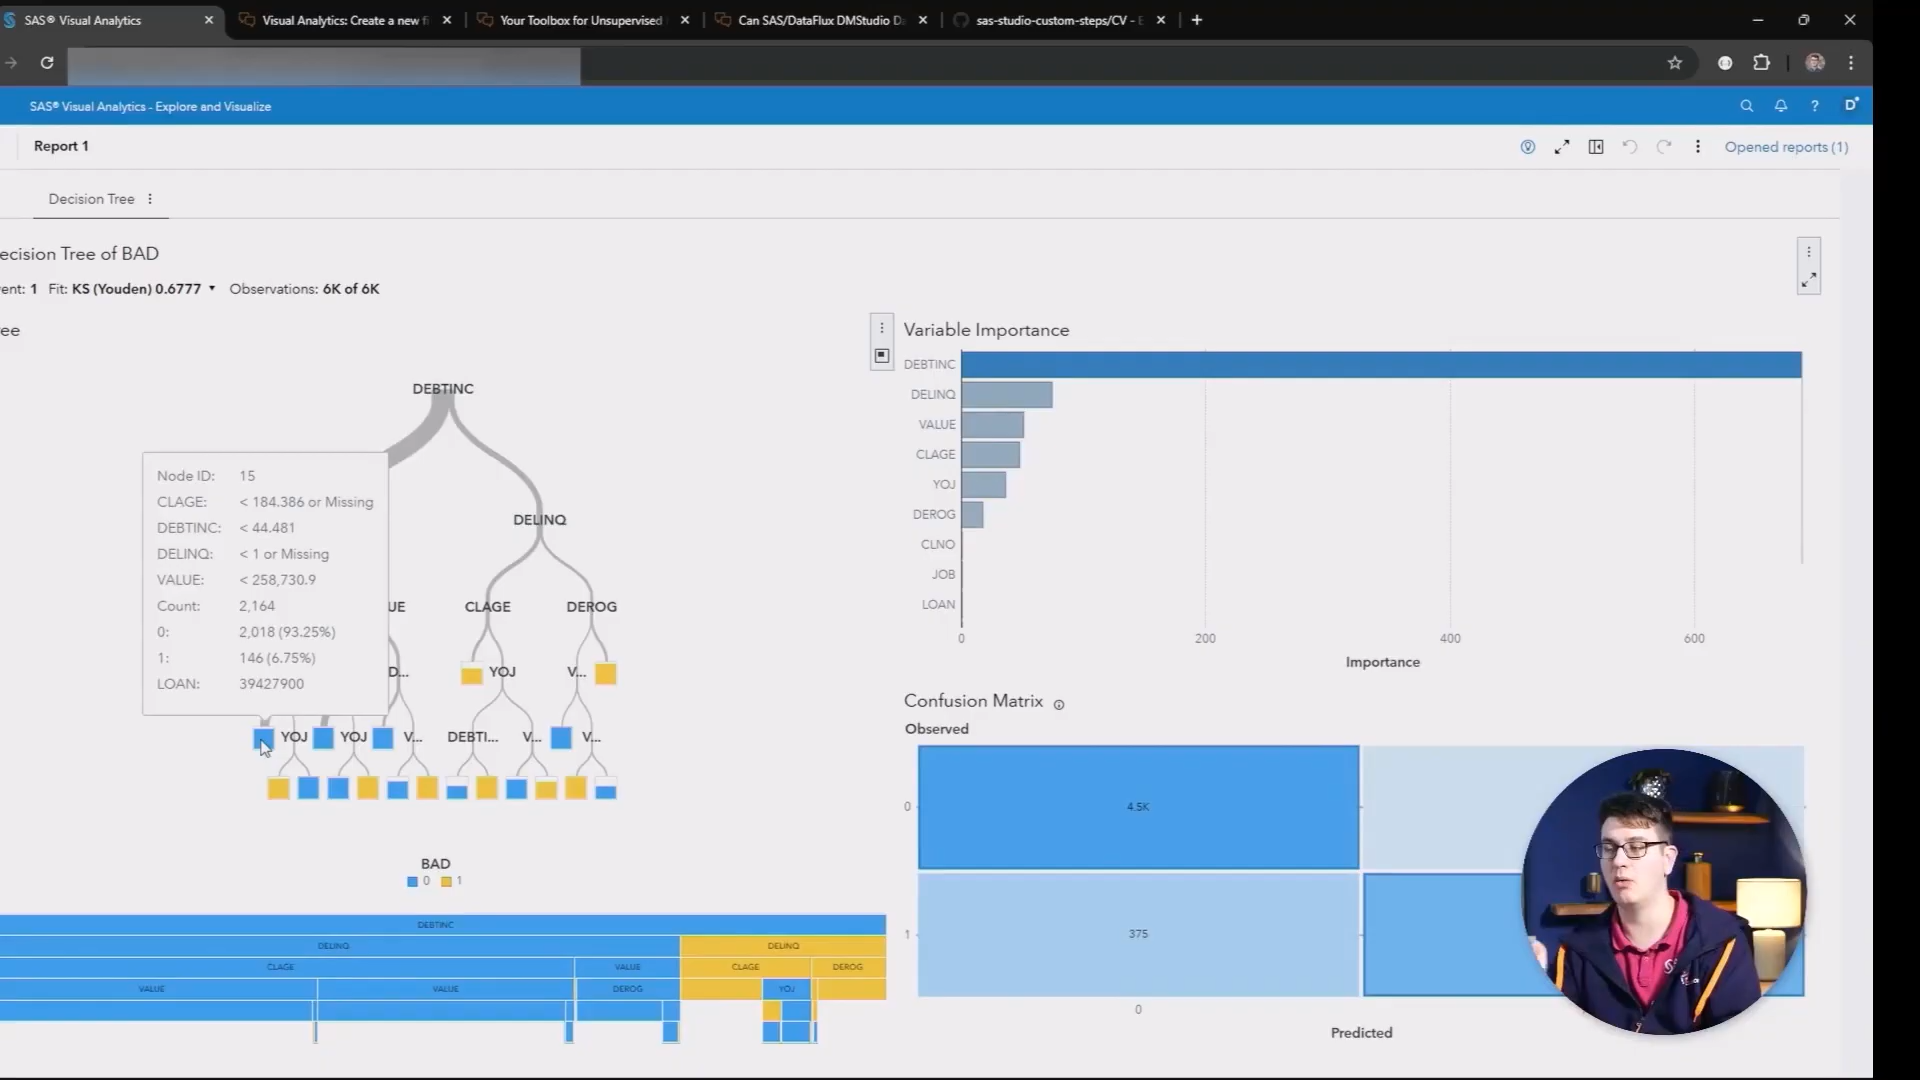 SAS® Visual Analytics
Visual Analytics: Create a new fi
Your Toolbox for Unsupervised
Can SAS/DataFlux DMStudio D
sas-studio-custom-steps/CV - E
SAS® Visual Analytics - Explore and Visualize
D
Report 1
Opened reports (1)
Decision Tree
ecision Tree of BAD
ent: 1 Fit: KS (Youden) 0.6777 Observations: 6K of 6K
ee
DEBTINC
DELINQ
UE
CLAGE
DEROG
D...
YOJ
V...
YOJ
YOJ
V...
DEBTI...
V...
V...
Node ID: 15
CLAGE: < 184.386 or Missing
DEBTINC: < 44.481
DELINQ: < 1 or Missing
VALUE: < 258,730.9
Count: 2,164
0: 2,018 (93.25%)
1: 146 (6.75%)
LOAN: 39427900
BAD
0 1
DEBTINC
DELINQ DELINQ
CLAGE VALUE CLAGE DEROG
VALUE VALUE DEROG YOJ
Variable Importance
DEBTINC
DELINQ
VALUE
CLAGE
YOJ
DEROG
CLNO
JOB
LOAN
0 200 400 600
Importance
Confusion Matrix
Observed
0 4.5K
1 375
0
Predicted